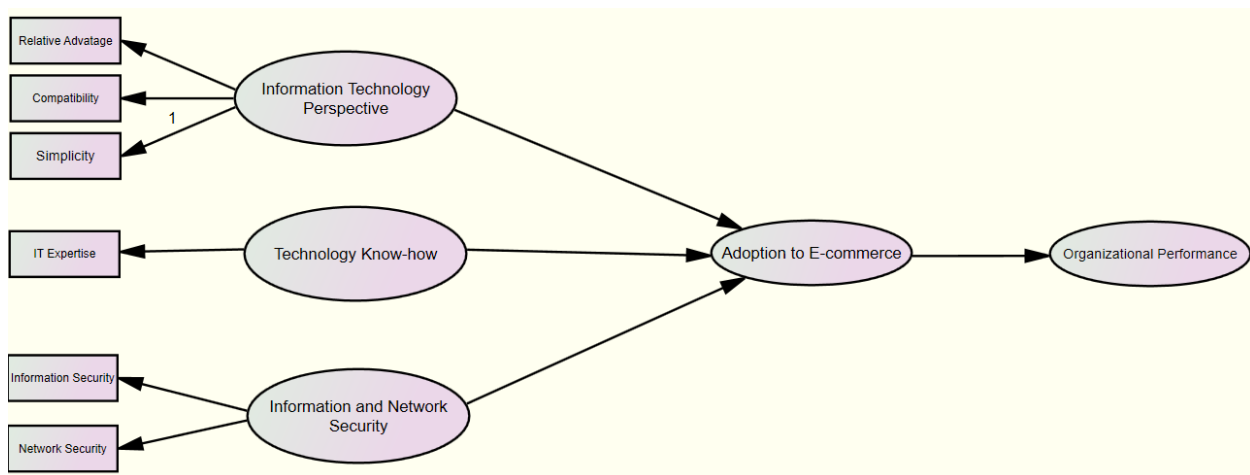 Relative Advatage
Compatibility
1
Simplicity
Information Technology
Perspective
IT Expertise
Technology Know-how
Adoption to E-commerce
Organizational Performance
Information Security
Network Security
Information and Network
Security